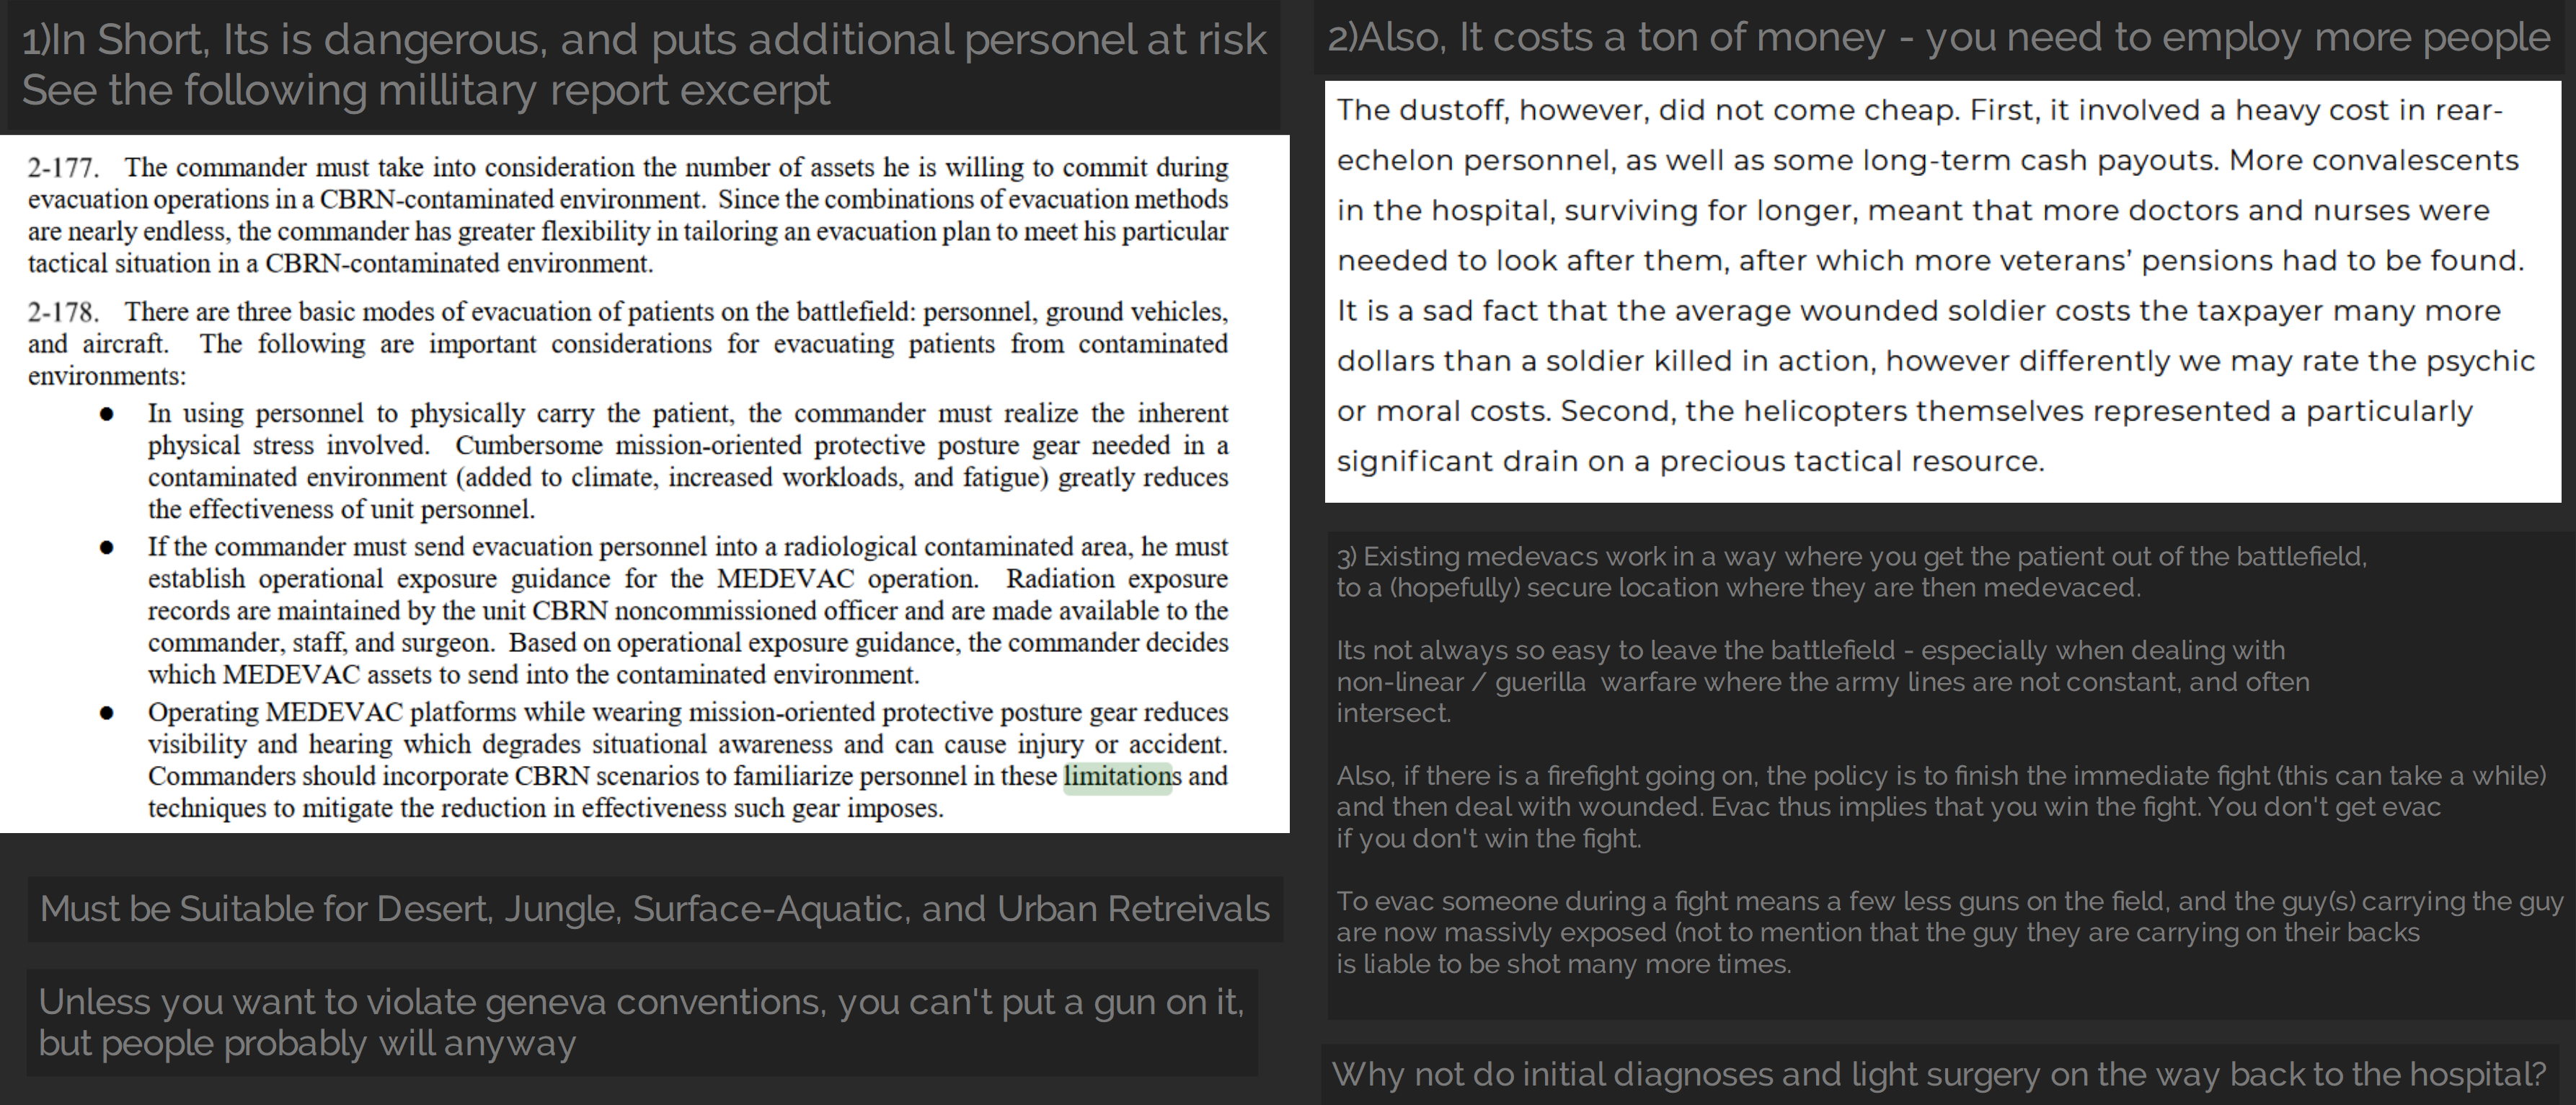 1)In Short, Its is dangerous, and puts additional personel at risk
See the following millitary report excerpt
2-177. The commander must take into consideration the number of assets he is willing to commit during
evacuation operations in a CBRN-contaminated environment. Since the combinations of evacuation methods
are nearly endless, the commander has greater flexibility in tailoring an evacuation plan to meet his particular
tactical situation in a CBRN-contaminated environment.
2-178. There are three basic modes of evacuation of patients on the battlefield: personnel, ground vehicles,
and aircraft. The following are important considerations for evacuating patients from contaminated
environments:
● In using personnel to physically carry the patient, the commander must realize the inherent
physical stress involved. Cumbersome mission-oriented protective posture gear needed in a
contaminated environment (added to climate, increased workloads, and fatigue) greatly reduces
the effectiveness of unit personnel.
● If the commander must send evacuation personnel into a radiological contaminated area, he must
establish operational exposure guidance for the MEDEVAC operation. Radiation exposure
records are maintained by the unit CBRN noncommissioned officer and are made available to the
commander, staff, and surgeon. Based on operational exposure guidance, the commander decides
which MEDEVAC assets to send into the contaminated environment.
● Operating MEDEVAC platforms while wearing mission-oriented protective posture gear reduces
visibility and hearing which degrades situational awareness and can cause injury or accident.
Commanders should incorporate CBRN scenarios to familiarize personnel in these limitations and
techniques to mitigate the reduction in effectiveness such gear imposes.
Must be Suitable for Desert, Jungle, Surface-Aquatic, and Urban Retreivals
Unless you want to violate geneva conventions, you can't put a gun on it,
but people probably will anyway
2)Also, It costs a ton of money - you need to employ more people
The dustoff, however, did not come cheap. First, it involved a heavy cost in rear-
echelon personnel, as well as some long-term cash payouts. More convalescents
in the hospital, surviving for longer, meant that more doctors and nurses were
needed to look after them, after which more veterans' pensions had to be found.
It is a sad fact that the average wounded soldier costs the taxpayer many more
dollars than a soldier killed in action, however differently we may rate the psychic
or moral costs. Second, the helicopters themselves represented a particularly
significant drain on a precious tactical resource.
3) Existing medevacs work in a way where you get the patient out of the battlefield,
to a (hopefully) secure location where they are then medevaced.
Its not always so easy to leave the battlefield - especially when dealing with
non-linear / guerilla warfare where the army lines are not constant, and often
intersect.
Also, if there is a firefight going on, the policy is to finish the immediate fight (this can take a while)
and then deal with wounded. Evac thus implies that you win the fight. You don't get evac
if you don't win the fight.
To evac someone during a fight means a few less guns on the field, and the guy(s) carrying the guy
are now massivly exposed (not to mention that the guy they are carrying on their backs
is liable to be shot many more times.
Why not do initial diagnoses and light surgery on the way back to the hospital?